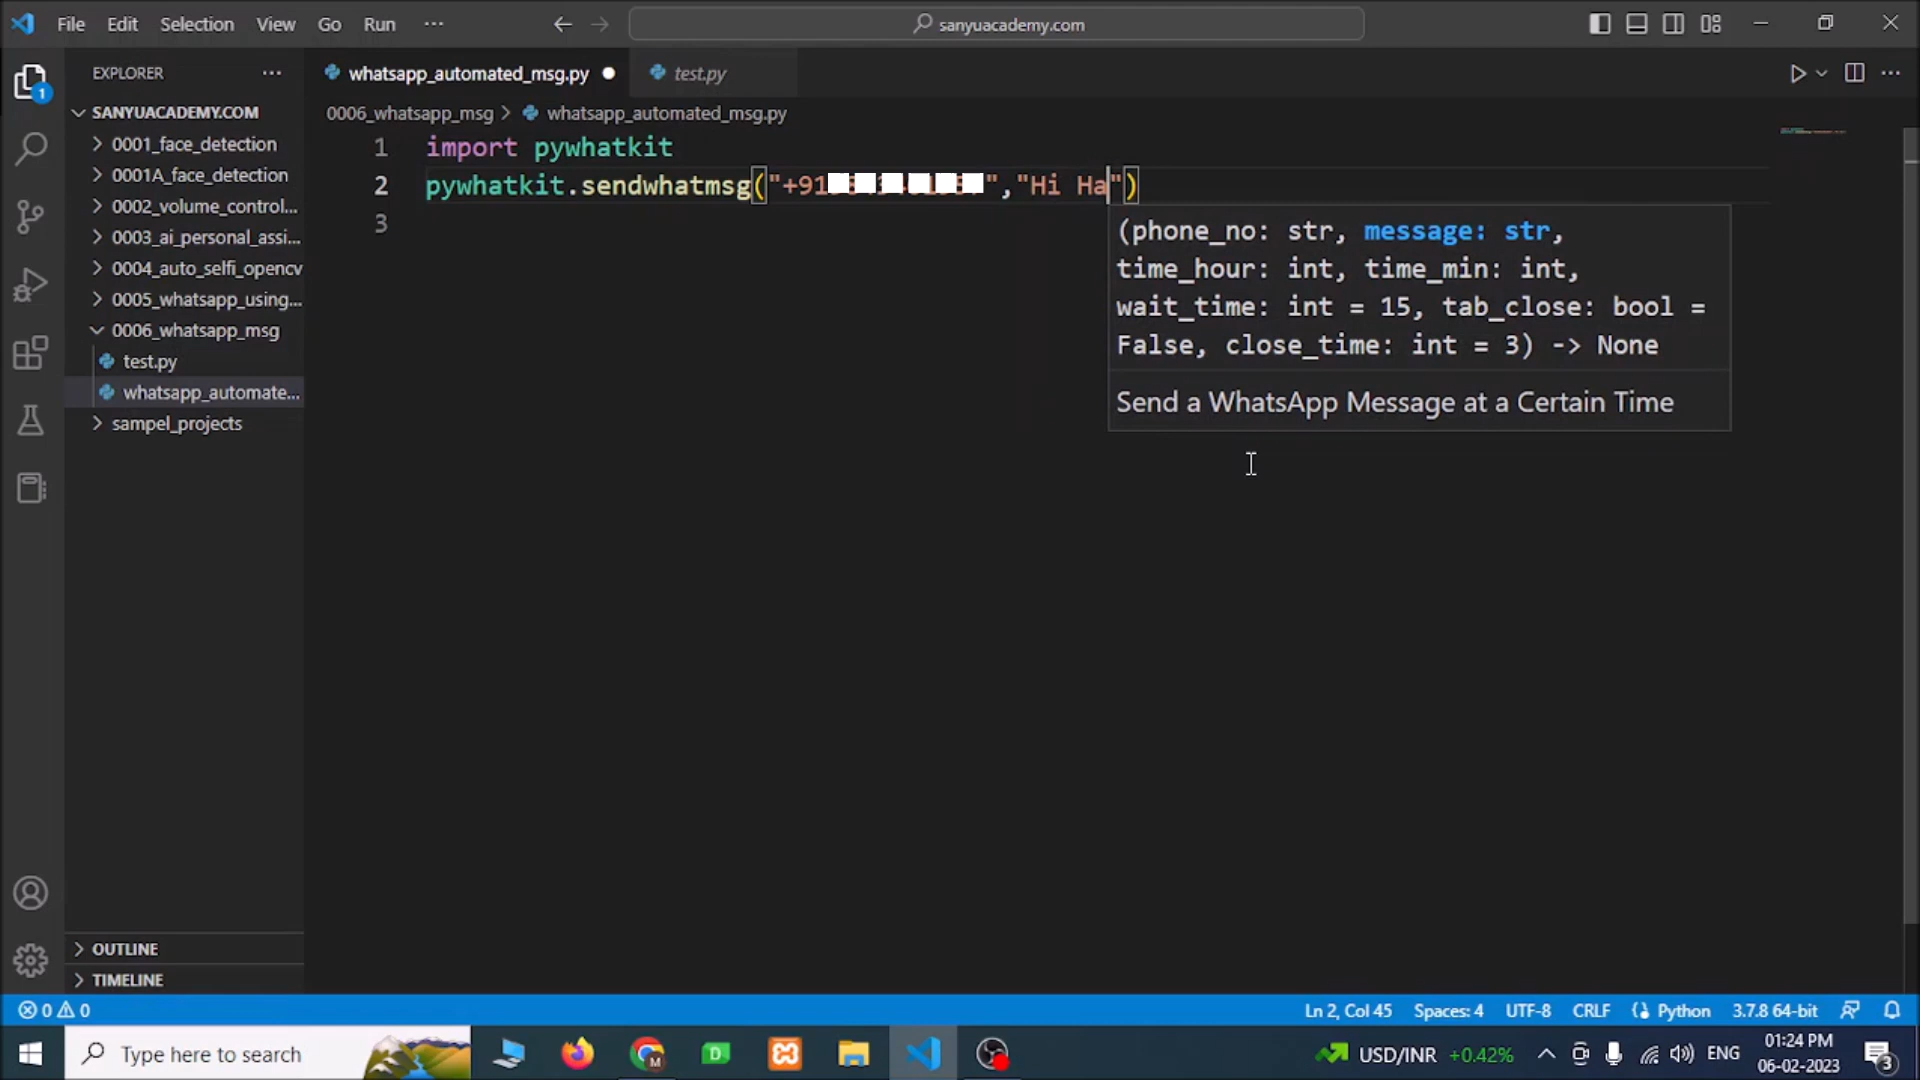 File Edit Selection View Go Run ··· sanyuacademy.com
EXPLORER ···
whatsapp_automated_msg.py
test.py
SANYUACADEMY.COM
0001_face_detection
0001A_face_detection
0002_volume_control...
0003_ai_personal_assi...
0004_auto_selfi_opencv
0005_whatsapp_using...
0006_whatsapp_msg
test.py
whatsapp_automate...
sampel_projects
OUTLINE
TIMELINE
0006_whatsapp_msg > whatsapp_automated_msg.py
1 import pywhatkit
2 pywhatkit.sendwhatmsg("+91 ","Hi Ha")
3
(phone_no: str, message: str,
time_hour: int, time_min: int,
wait_time: int = 15, tab_close: bool =
False, close_time: int = 3) -> None
Send a WhatsApp Message at a Certain Time
0 0 Ln 2, Col 45 Spaces: 4 UTF-8 CRLF Python 3.7.8 64-bit
Type here to search
USD/INR +0.42%
ENG
01:24 PM
06-02-2023
1
3